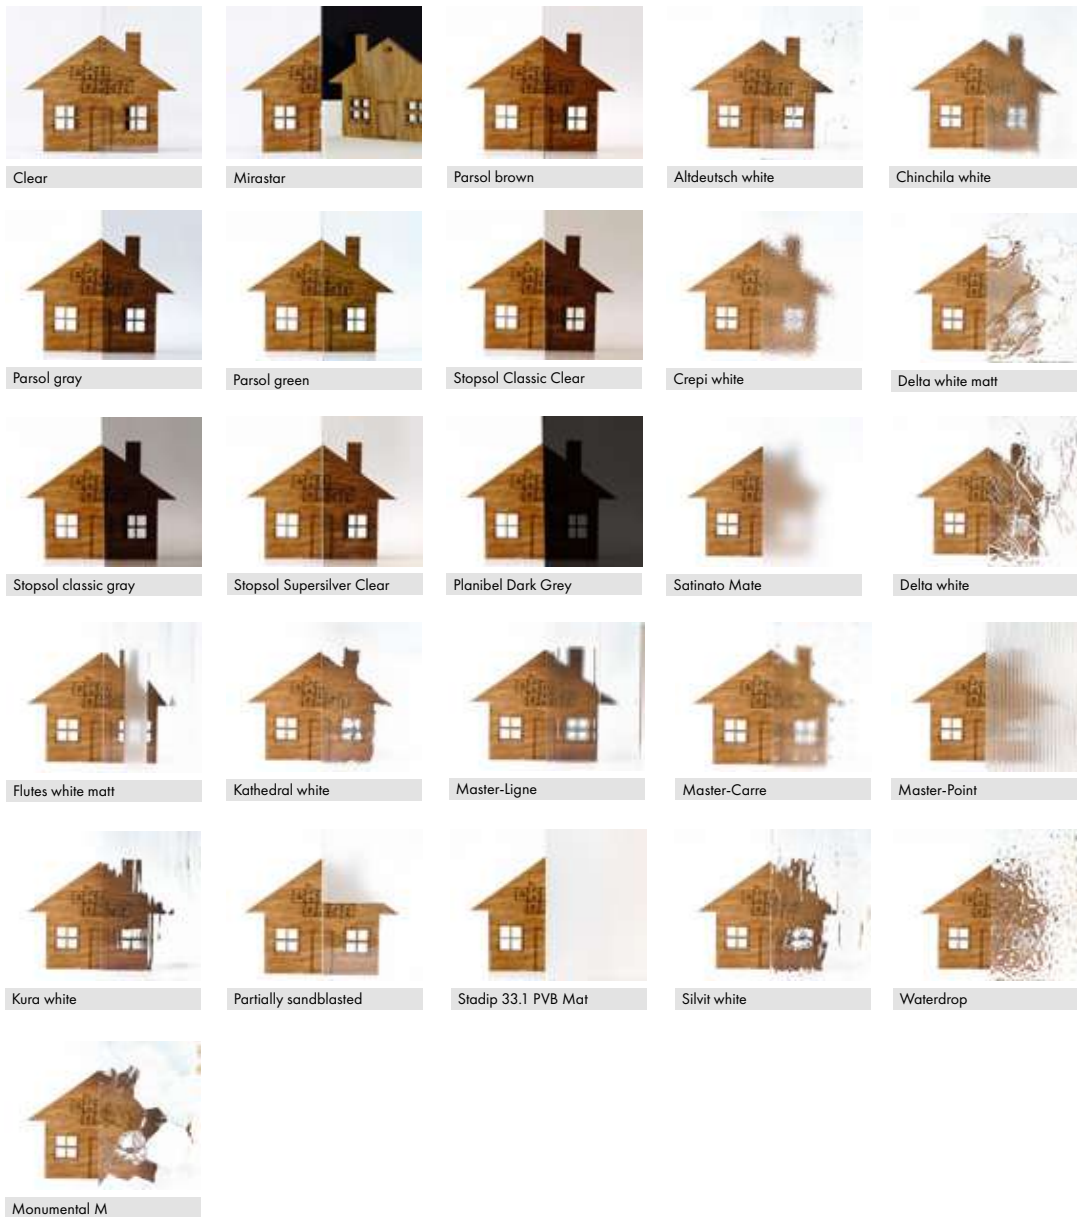 Clear
Mirastar
Parsol brown
Altdeutsch white
Chinchila white
Parsol gray
Parsol green
Stopsol Classic Clear
Crepi white
Delta white matt
Stopsol classic gray
Stopsol Supersilver Clear
Planibel Dark Grey
Satinato Mate
Delta white
Flutes white matt
Kathedral white
Master-Ligne
Master-Carre
Master-Point
Kura white
Partially sandblasted
Stadip 33.1 PVB Mat
Silvit white
Waterdrop
Monumental M